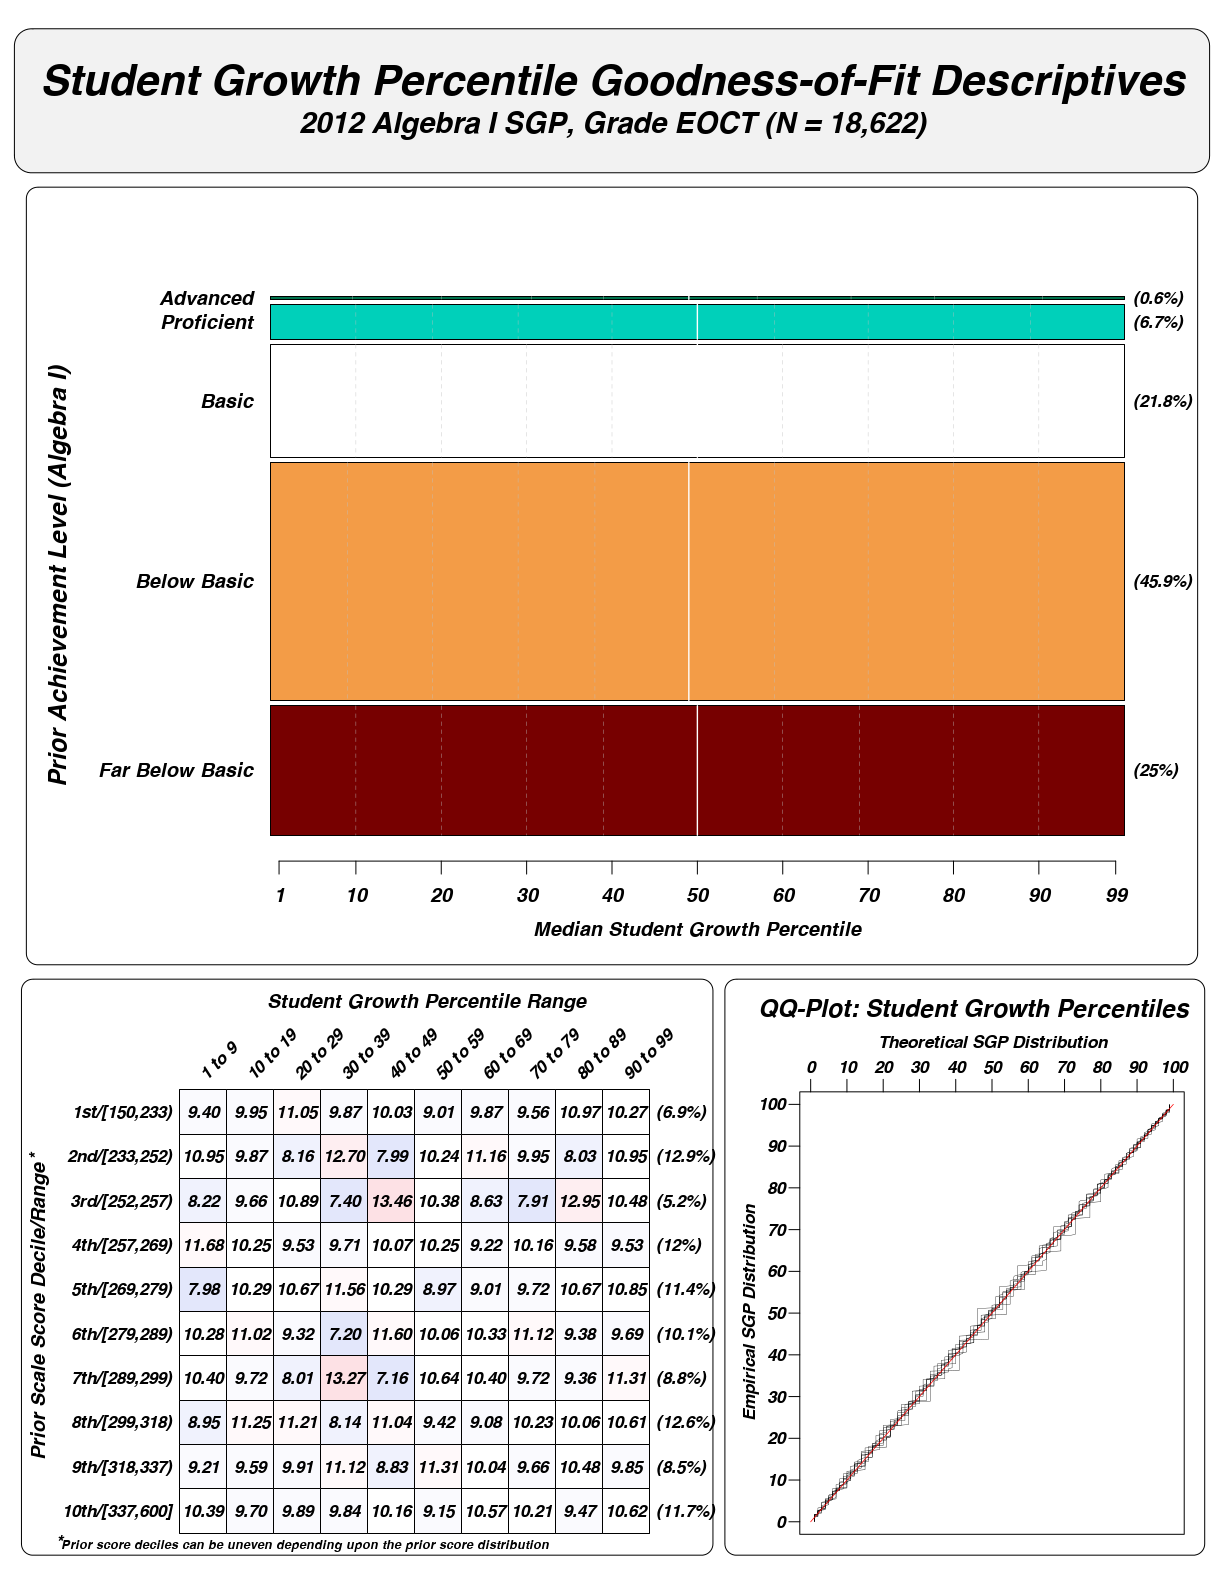 Student Growth Percentile Goodness-of-Fit Descriptives
2012 Algebra I SGP, Grade EOCT (N = 18,622)
Prior Achievement Level (Algebra I)
Advanced (0.6%)
Proficient (6.7%)
Basic (21.8%)
Below Basic (45.9%)
Far Below Basic (25%)
1 10 20 30 40 50 60 70 80 90 99
Median Student Growth Percentile
Student Growth Percentile Range
1 to 9 10 to 19 20 to 29 30 to 39 40 to 49 50 to 59 60 to 69 70 to 79 80 to 89 90 to 99
Prior Scale Score Decile/Range*
1st/[150,233) 9.40 9.95 11.05 9.87 10.03 9.01 9.87 9.56 10.97 10.27 (6.9%)
2nd/[233,252) 10.95 9.87 8.16 12.70 7.99 10.24 11.16 9.95 8.03 10.95 (12.9%)
3rd/[252,257) 8.22 9.66 10.89 7.40 13.46 10.38 8.63 7.91 12.95 10.48 (5.2%)
4th/[257,269) 11.68 10.25 9.53 9.71 10.07 10.25 9.22 10.16 9.58 9.53 (12%)
5th/[269,279) 7.98 10.29 10.67 11.56 10.29 8.97 9.01 9.72 10.67 10.85 (11.4%)
6th/[279,289) 10.28 11.02 9.32 7.20 11.60 10.06 10.33 11.12 9.38 9.69 (10.1%)
7th/[289,299) 10.40 9.72 8.01 13.27 7.16 10.64 10.40 9.72 9.36 11.31 (8.8%)
8th/[299,318) 8.95 11.25 11.21 8.14 11.04 9.42 9.08 10.23 10.06 10.61 (12.6%)
9th/[318,337) 9.21 9.59 9.91 11.12 8.83 11.31 10.04 9.66 10.48 9.85 (8.5%)
10th/[337,600] 10.39 9.70 9.89 9.84 10.16 9.15 10.57 10.21 9.47 10.62 (11.7%)
*Prior score deciles can be uneven depending upon the prior score distribution
QQ-Plot: Student Growth Percentiles
Theoretical SGP Distribution
0 10 20 30 40 50 60 70 80 90 100
Empirical SGP Distribution
100
90
80
70
60
50
40
30
20
10
0